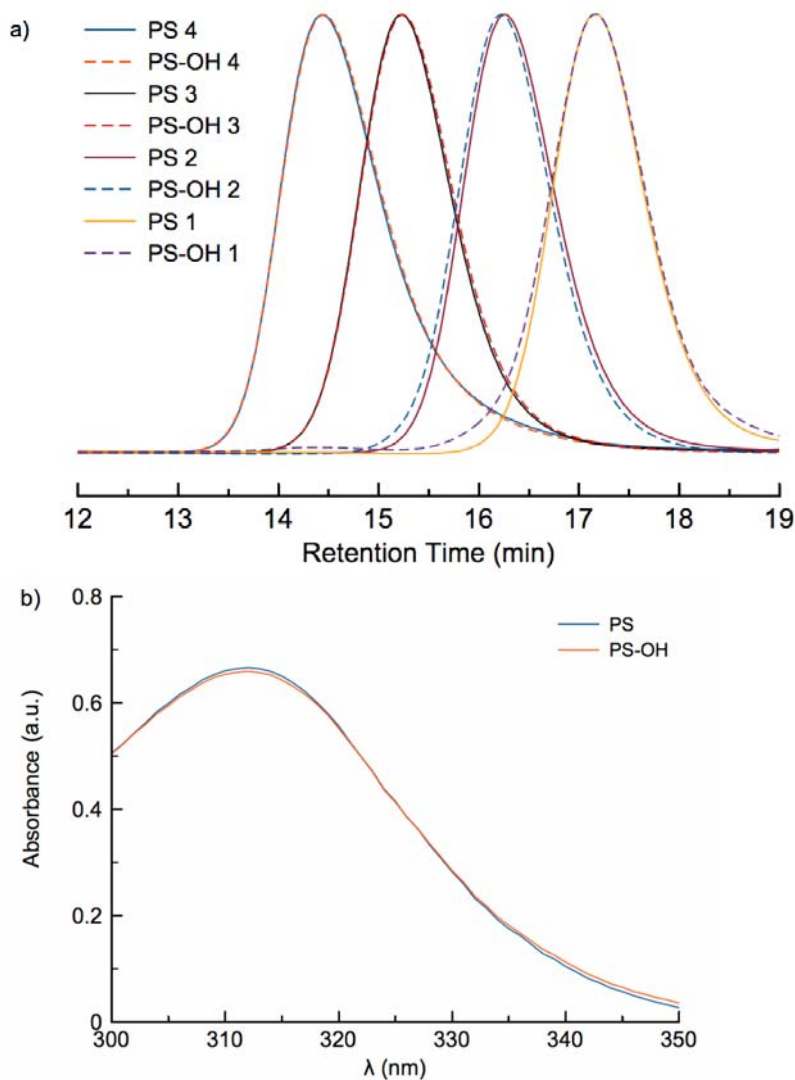 a)
PS 4
PS-OH 4
PS 3
PS-OH 3
PS 2
PS-OH 2
PS 1
PS-OH 1
12 13 14 15 16 17 18 19
Retention Time (min)
b)
0.8
0.6
0.4
0.2
0
Absorbance (a.u.)
PS
PS-OH
300 310 320 330 340 350
λ (nm)